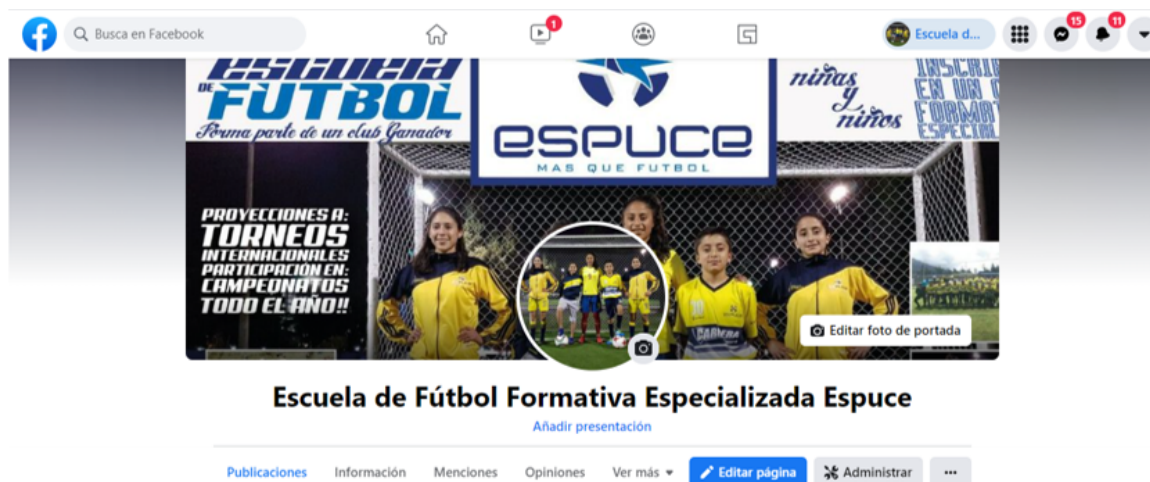 Busca en Facebook
1
Escuela d...
15
11
ESCUELA
DE FÚTBOL
Forma parte de un club Ganador
espuce
MAS QUE FUTBOL
niñas
y
niños
EN UN
PROYECCIONES A:
TORNEOS
INTERNACIONALES
PARTICIPACIÓN EN:
CAMPEONATOS
TODO EL AÑO!!
Editar foto de portada
Escuela de Fútbol Formativa Especializada Espuce
Añadir presentación
Publicaciones Información Menciones Opiniones Ver más Editar página Administrar ...